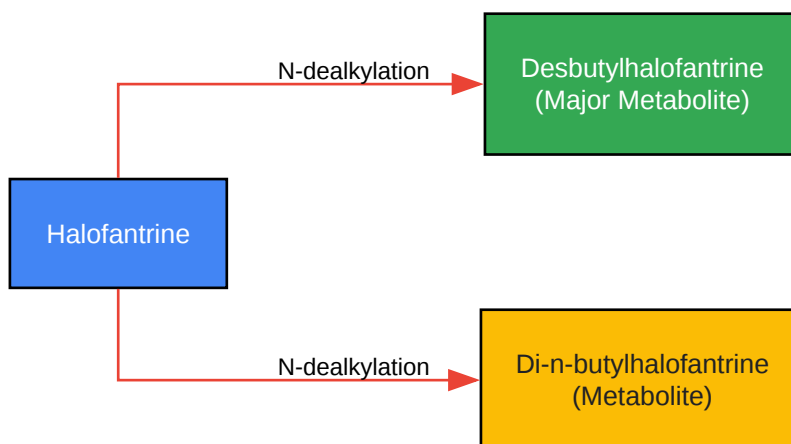 N-dealkylation
Desbutylhalofantrine
(Major Metabolite)
Halofantrine
N-dealkylation
Di-n-butylhalofantrine
(Metabolite)